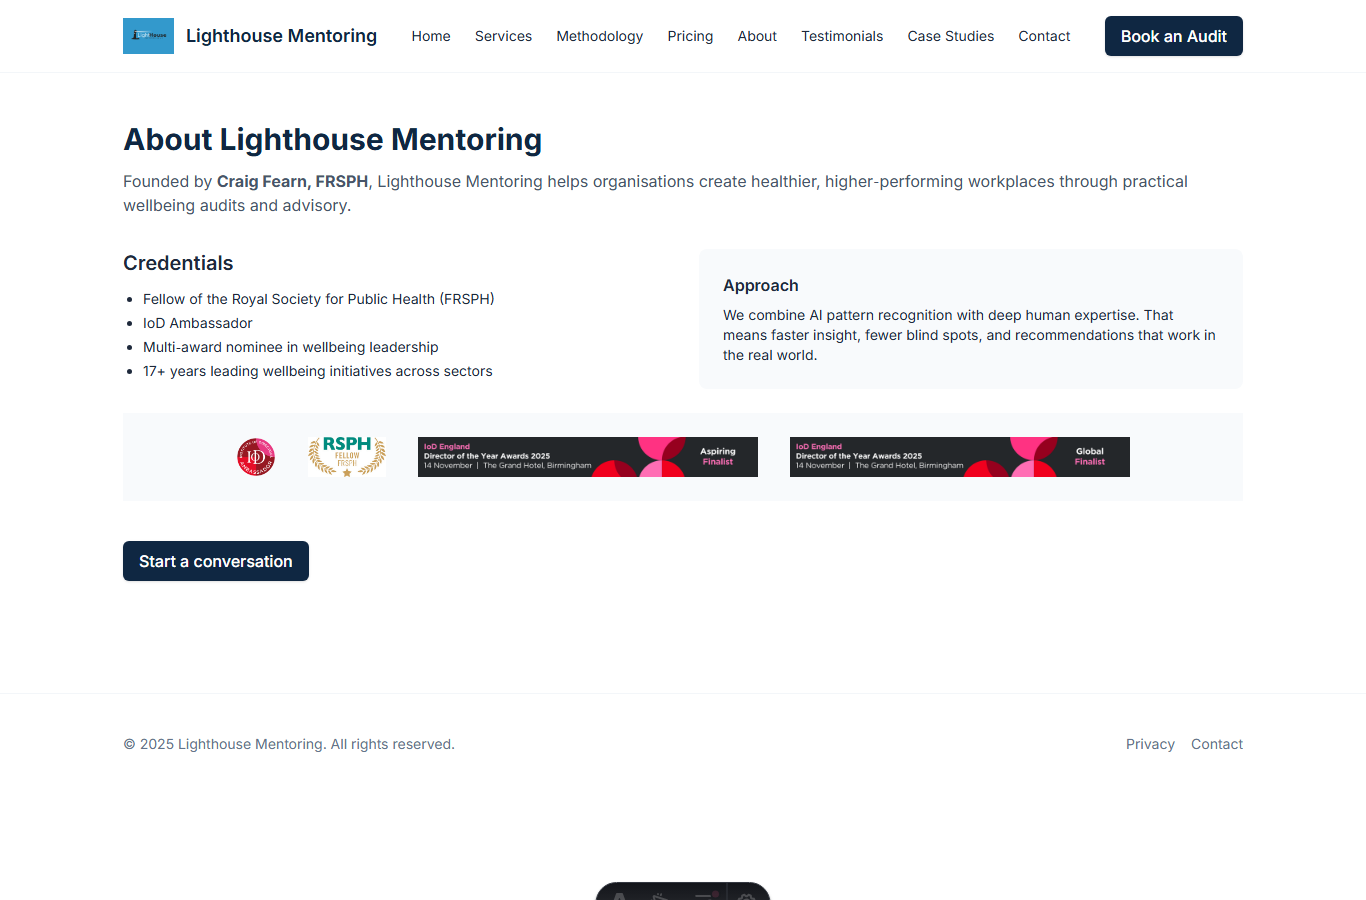 LightHouse
Lighthouse Mentoring
Home
Services
Methodology
Pricing
About
Testimonials
Case Studies
Contact
Book an Audit
About Lighthouse Mentoring
Founded by Craig Fearn, FRSPH, Lighthouse Mentoring helps organisations create healthier, higher-performing workplaces through practical
wellbeing audits and advisory.
Credentials
Fellow of the Royal Society for Public Health (FRSPH)
IoD Ambassador
Multi-award nominee in wellbeing leadership
17+ years leading wellbeing initiatives across sectors
Approach
We combine AI pattern recognition with deep human expertise. That
means faster insight, fewer blind spots, and recommendations that work in
the real world.
IOD
AMBASSADOR
RSPH
FELLOW
FRSPH
IoD England
Director of the Year Awards 2025
14 November | The Grand Hotel, Birmingham
Aspiring
Finalist
IoD England
Director of the Year Awards 2025
14 November | The Grand Hotel, Birmingham
Global
Finalist
Start a conversation
© 2025 Lighthouse Mentoring. All rights reserved.
Privacy
Contact